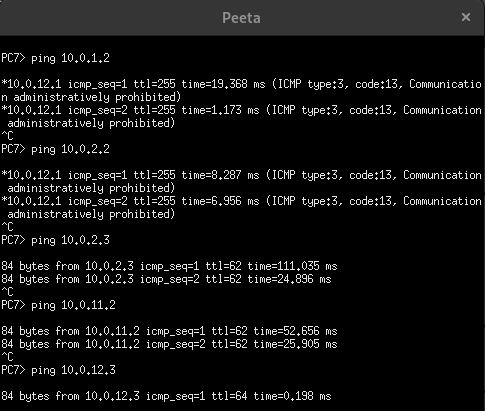 Peeta
×
PC7> ping 10.0.1.2
*10.0.12.1 icmp_seq=1 ttl=255 time=19.368 ms (ICMP type:3, code:13, Communicatio
n administratively prohibited)
*10.0.12.1 icmp_seq=2 ttl=255 time=1.173 ms (ICMP type:3, code:13, Communication
 administratively prohibited)
^C
PC7> ping 10.0.2.2
*10.0.12.1 icmp_seq=1 ttl=255 time=8.287 ms (ICMP type:3, code:13, Communication
 administratively prohibited)
*10.0.12.1 icmp_seq=2 ttl=255 time=6.956 ms (ICMP type:3, code:13, Communication
 administratively prohibited)
^C
PC7> ping 10.0.2.3
84 bytes from 10.0.2.3 icmp_seq=1 ttl=62 time=111.035 ms
84 bytes from 10.0.2.3 icmp_seq=2 ttl=62 time=24.896 ms
^C
PC7> ping 10.0.11.2
84 bytes from 10.0.11.2 icmp_seq=1 ttl=62 time=52.656 ms
84 bytes from 10.0.11.2 icmp_seq=2 ttl=62 time=25.905 ms
^C
PC7> ping 10.0.12.3
84 bytes from 10.0.12.3 icmp_seq=1 ttl=64 time=0.198 ms